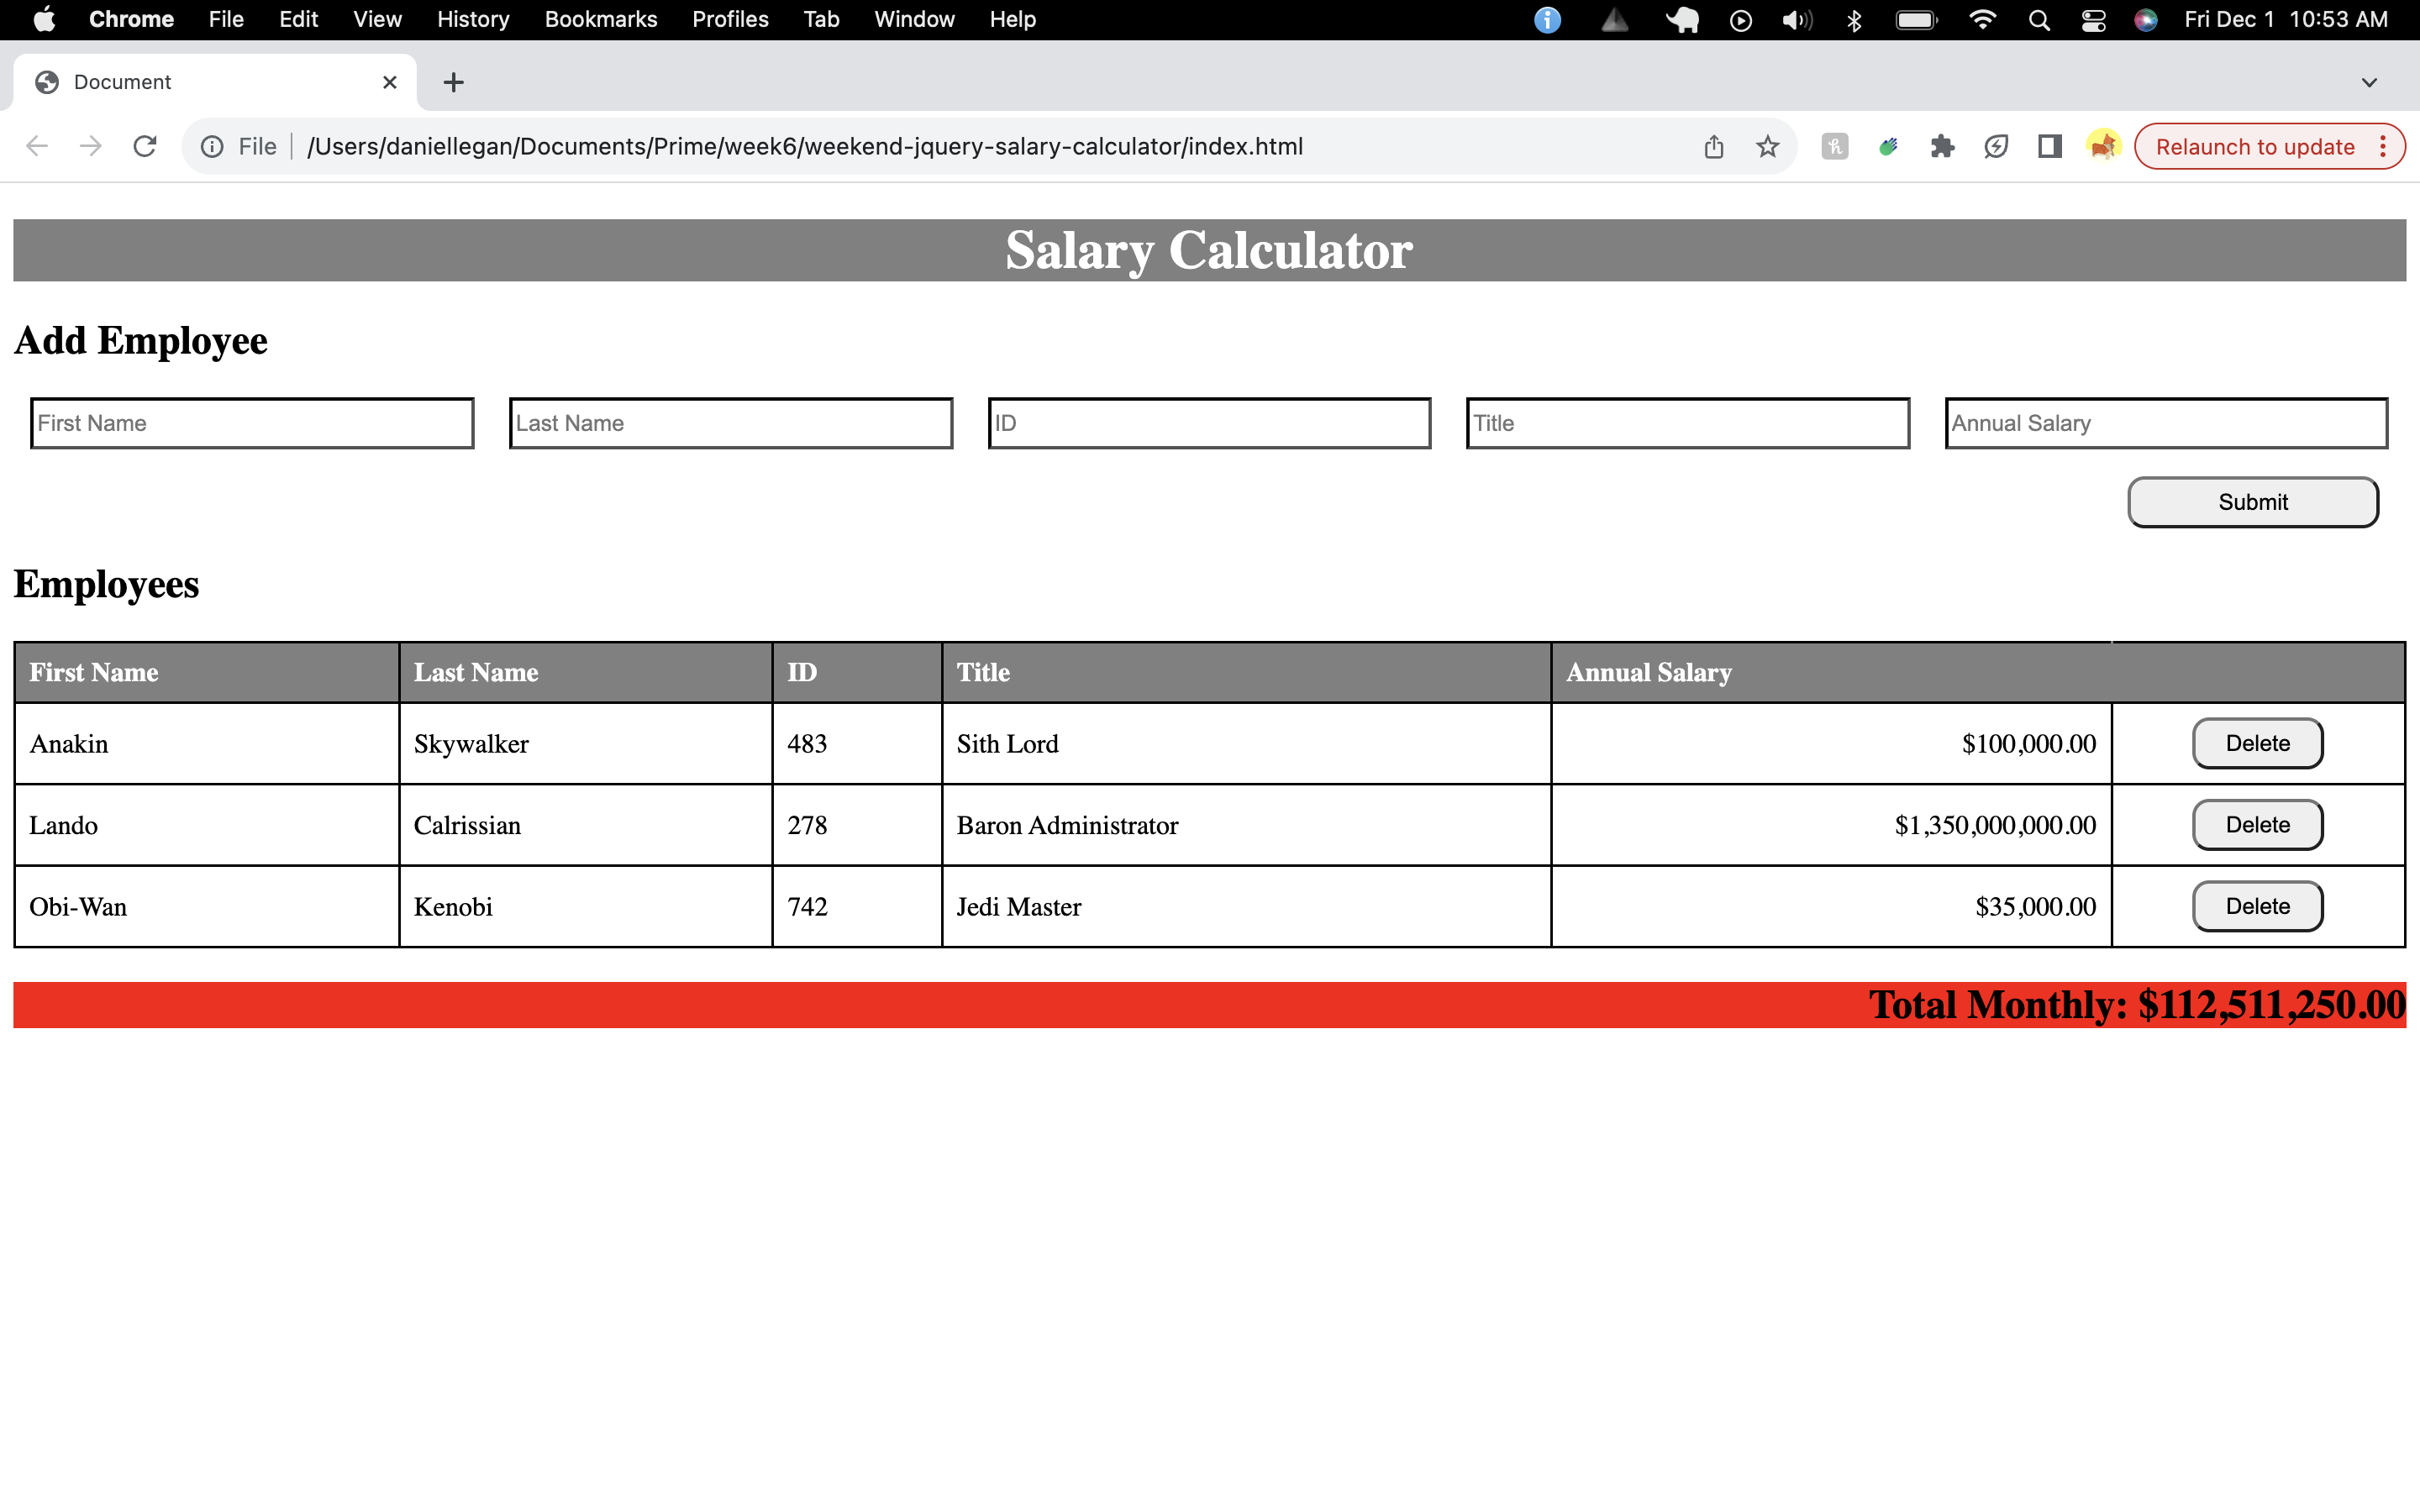 Chrome File Edit View History Bookmarks Profiles Tab Window Help Fri Dec 1 10:53 AM
Document
File /Users/daniellegan/Documents/Prime/week6/weekend-jquery-salary-calculator/index.html Relaunch to update
Salary Calculator
Add Employee
First Name Last Name ID Title Annual Salary
Submit
Employees
First Name Last Name ID Title Annual Salary
Anakin Skywalker 483 Sith Lord $100,000.00 Delete
Lando Calrissian 278 Baron Administrator $1,350,000,000.00 Delete
Obi-Wan Kenobi 742 Jedi Master $35,000.00 Delete
Total Monthly: $112,511,250.00